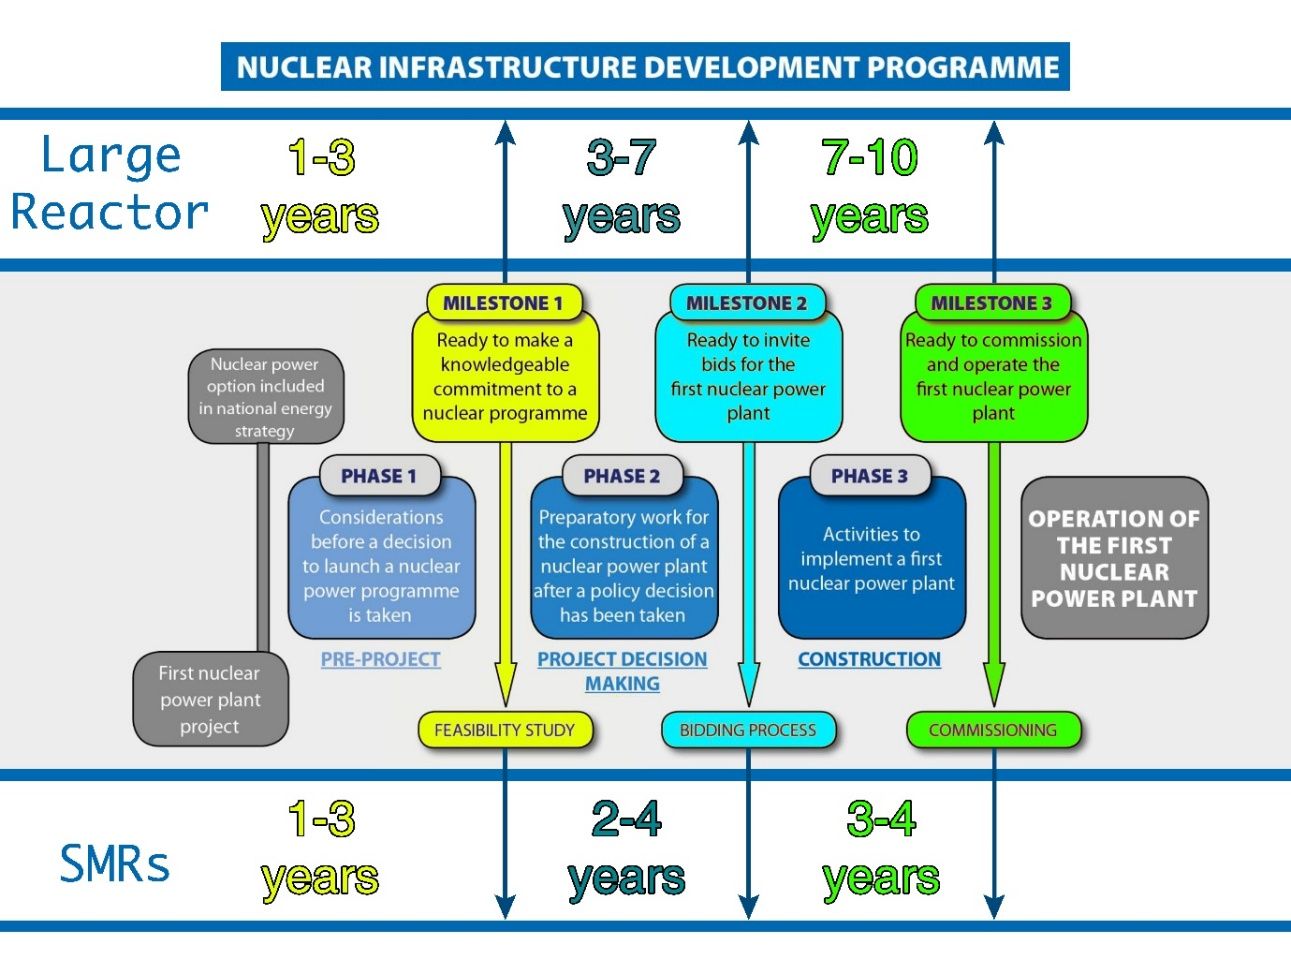 NUCLEAR INFRASTRUCTURE DEVELOPMENT PROGRAMME
Large
Reactor
1-3
years
3-7
years
7-10
years
MILESTONE 1
Ready to make a
knowledgeable
commitment to a
nuclear programme
MILESTONE 2
Ready to invite
bids for the
first nuclear power
plant
MILESTONE 3
Ready to commission
and operate the
first nuclear power
plant
Nuclear power
option included
in national energy
strategy
PHASE 1
Considerations
before a decision
to launch a nuclear
power programme
is taken
PRE-PROJECT
PHASE 2
Preparatory work for
the construction of a
nuclear power plant
after a policy decision
has been taken
PROJECT DECISION
MAKING
PHASE 3
Activities to
implement a first
nuclear power plant
CONSTRUCTION
OPERATION OF
THE FIRST
NUCLEAR
POWER PLANT
First nuclear
power plant
project
FEASIBILITY STUDY
BIDDING PROCESS
COMMISSIONING
SMRs
1-3
years
2-4
years
3-4
years